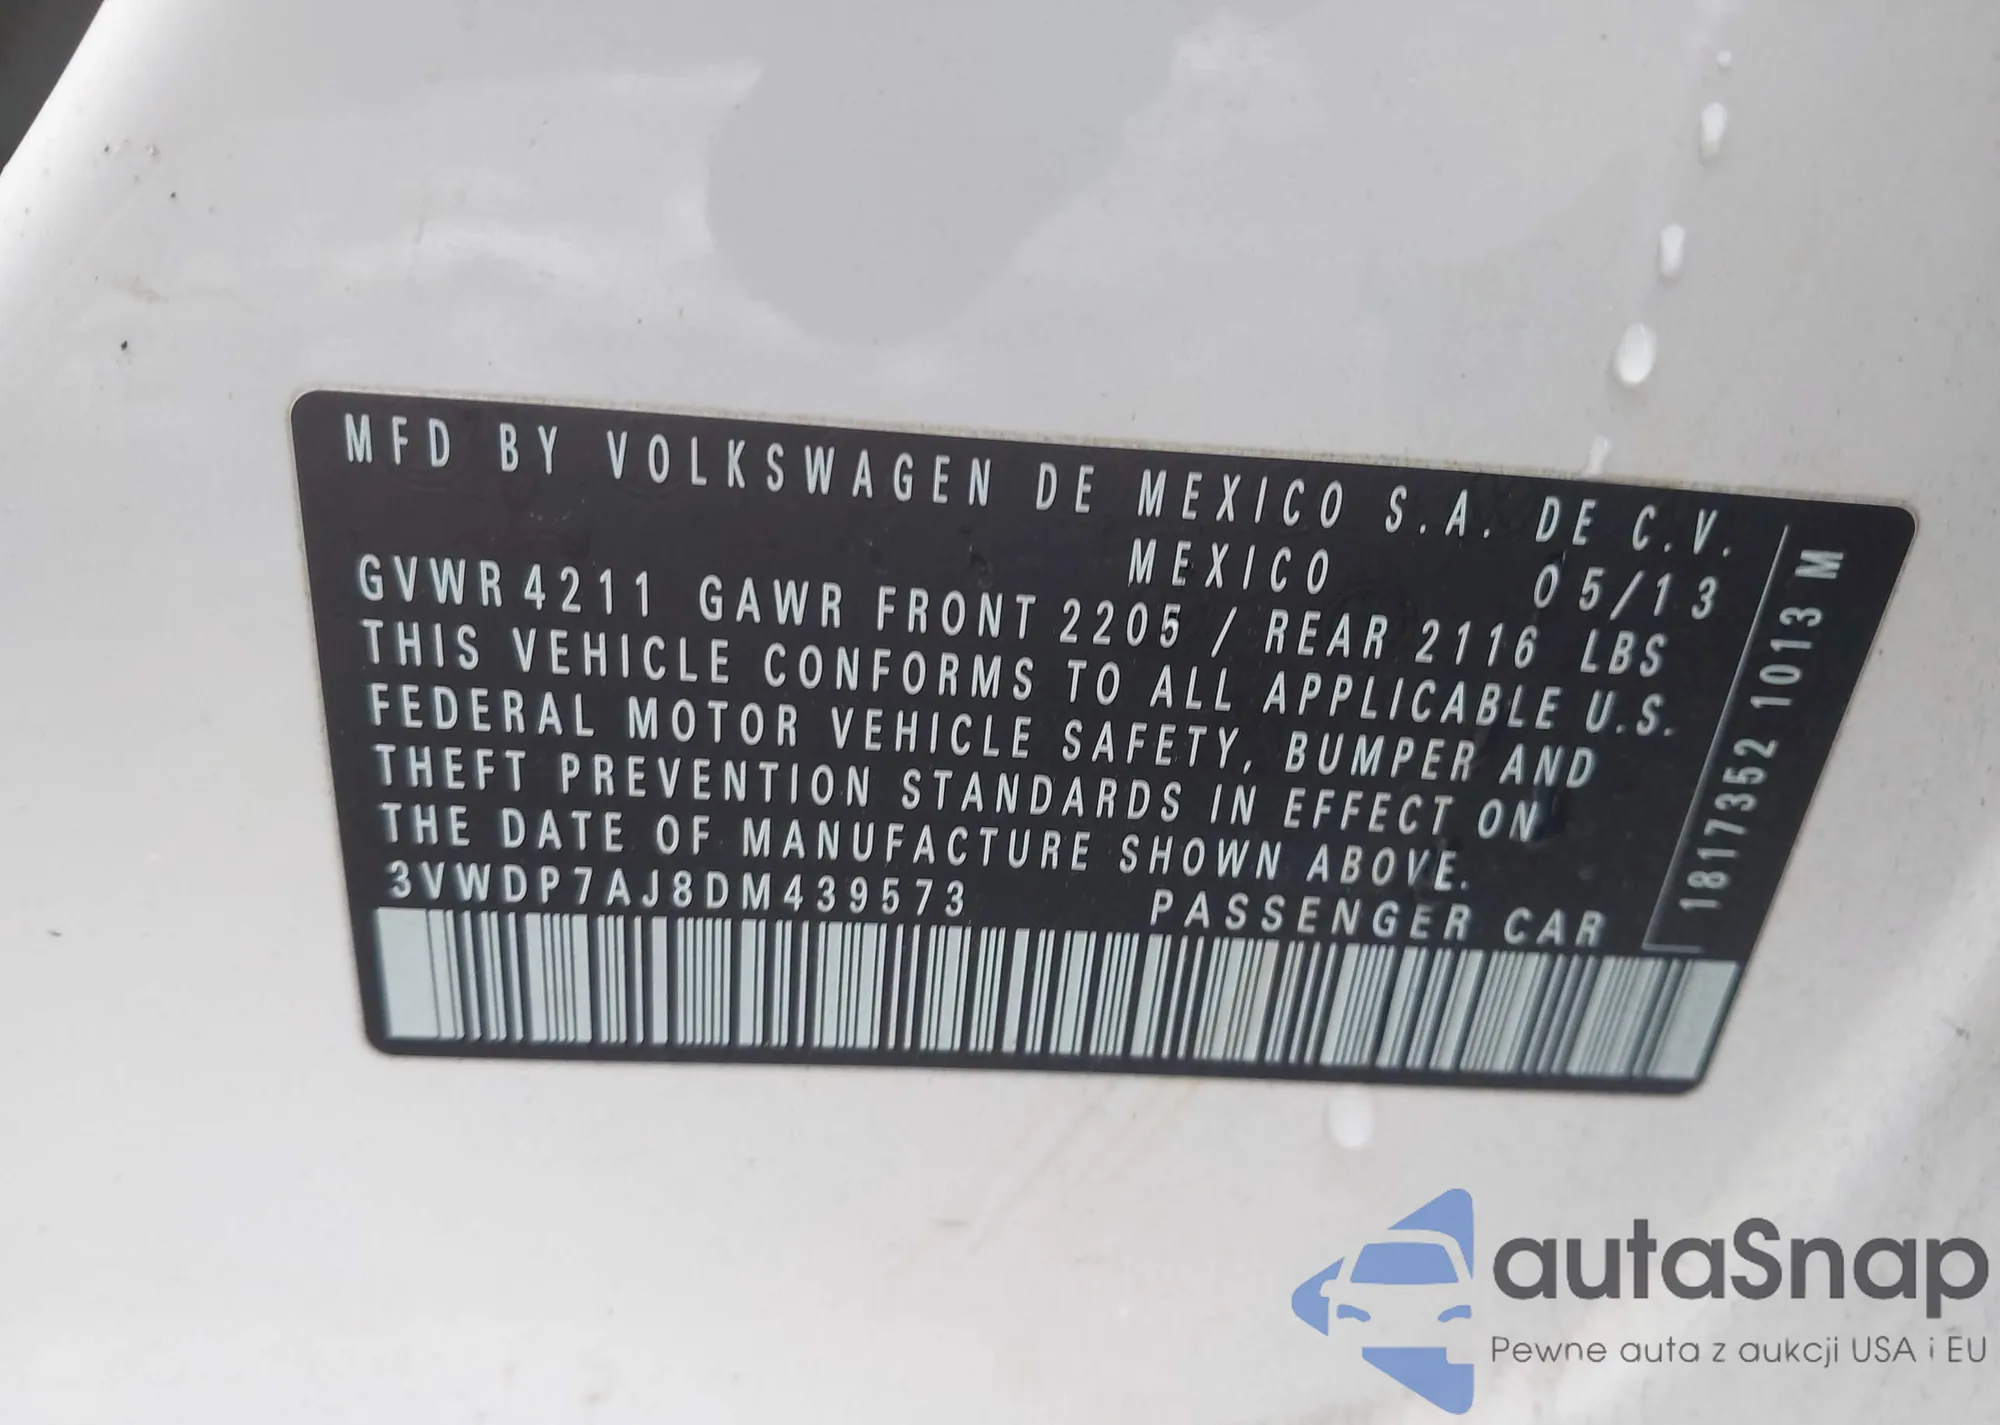 MFD BY VOLKSWAGEN DE MEXICO S.A. DE C.V.
MEXICO 05/13
GVWR 4211 GAWR FRONT 2205 / REAR 2116 LBS
THIS VEHICLE CONFORMS TO ALL APPLICABLE U.S.
FEDERAL MOTOR VEHICLE SAFETY, BUMPER AND
THEFT PREVENTION STANDARDS IN EFFECT ON
THE DATE OF MANUFACTURE SHOWN ABOVE.
3VWDP7AJ8DM439573 PASSENGER CAR
1817352 1013 M
autaSnap
Pewne auta z aukcji USA i EU